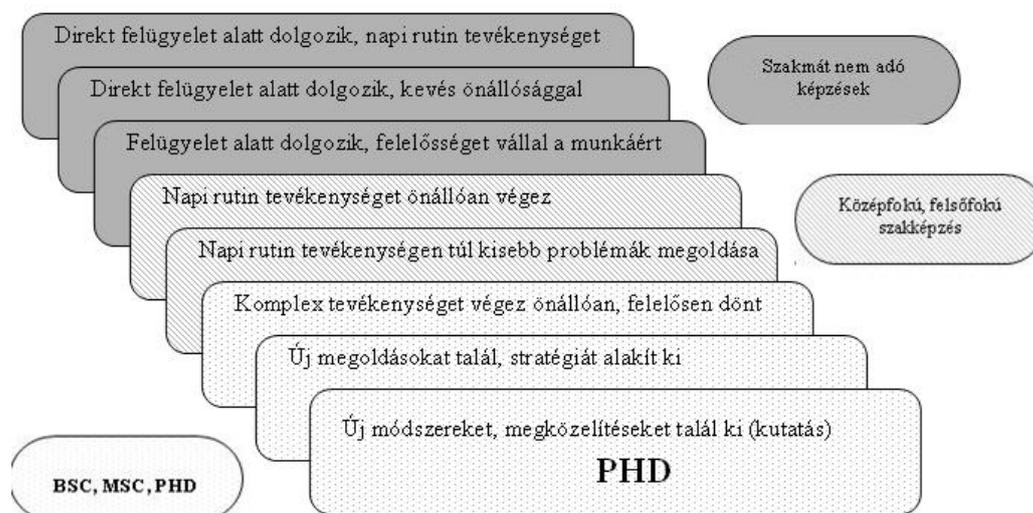 Direkt felügyelet alatt dolgozik, napi rutin tevékenységet
Direkt felügyelet alatt dolgozik, kevés önállósággal
Felügyelet alatt dolgozik, felelősséget vállal a munkáért
Napi rutin tevékenységet önállóan végez
Napi rutin tevékenységen túl kisebb problémák megoldása
Komplex tevékenységet végez önállóan, felelősen dönt
Új megoldásokat talál, stratégiát alakít ki
Új módszereket, megközelítéseket talál ki (kutatás)
PHD
Szakmát nem adó
képzések
Középfokú, felsőfokú
szakképzés
BSC, MSC, PHD